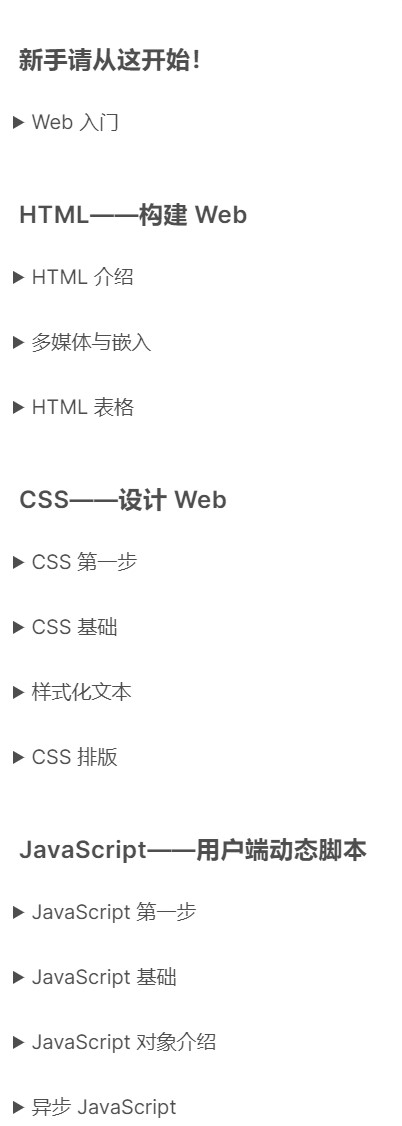 新手请从这开始！
Web 入门
HTML——构建 Web
HTML 介绍
多媒体与嵌入
HTML 表格
CSS——设计 Web
CSS 第一步
CSS 基础
样式化文本
CSS 排版
JavaScript——用户端动态脚本
JavaScript 第一步
JavaScript 基础
JavaScript 对象介绍
异步 JavaScript